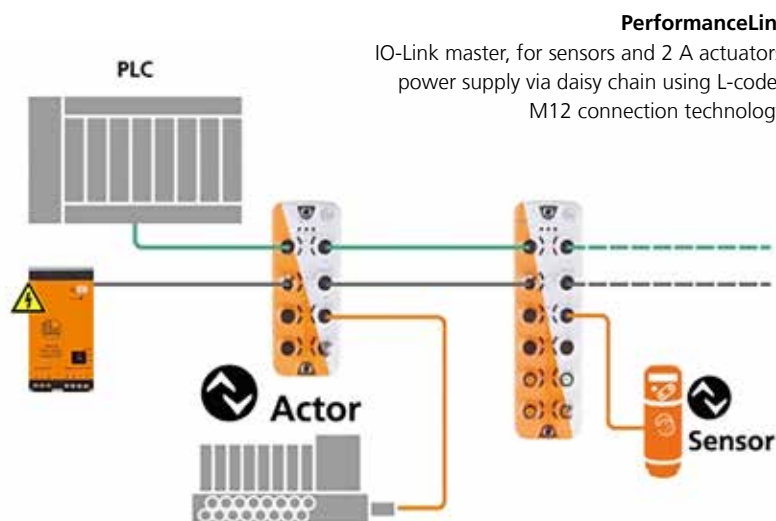 PerformanceLin
IO-Link master, for sensors and 2 A actuator
power supply via daisy chain using L-code
M12 connection technolog
PLC
Actor
Sensor